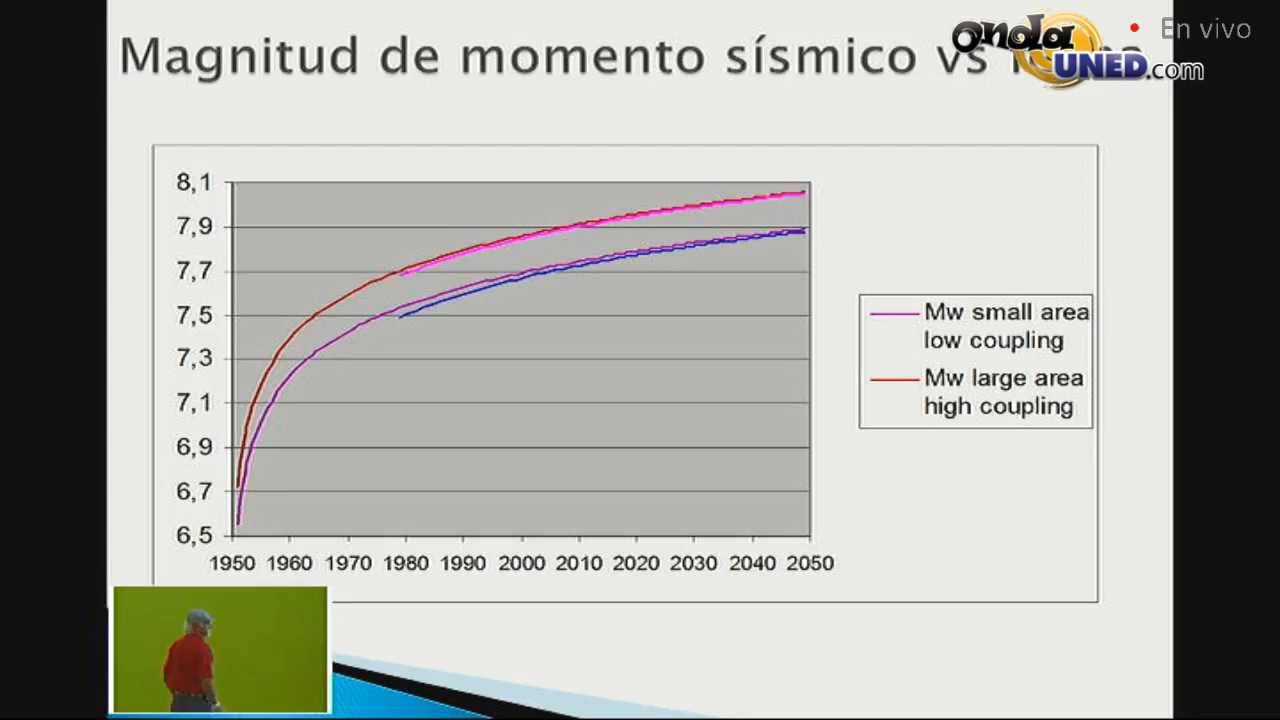 Magnitud de momento sísmico vs
onda
UNED.com
En vivo
8,1
7,9
7,7
7,5
7,3
7,1
6,9
6,7
6,5
1950 1960 1970 1980 1990 2000 2010 2020 2030 2040 2050
Mw small area
low coupling
Mw large area
high coupling